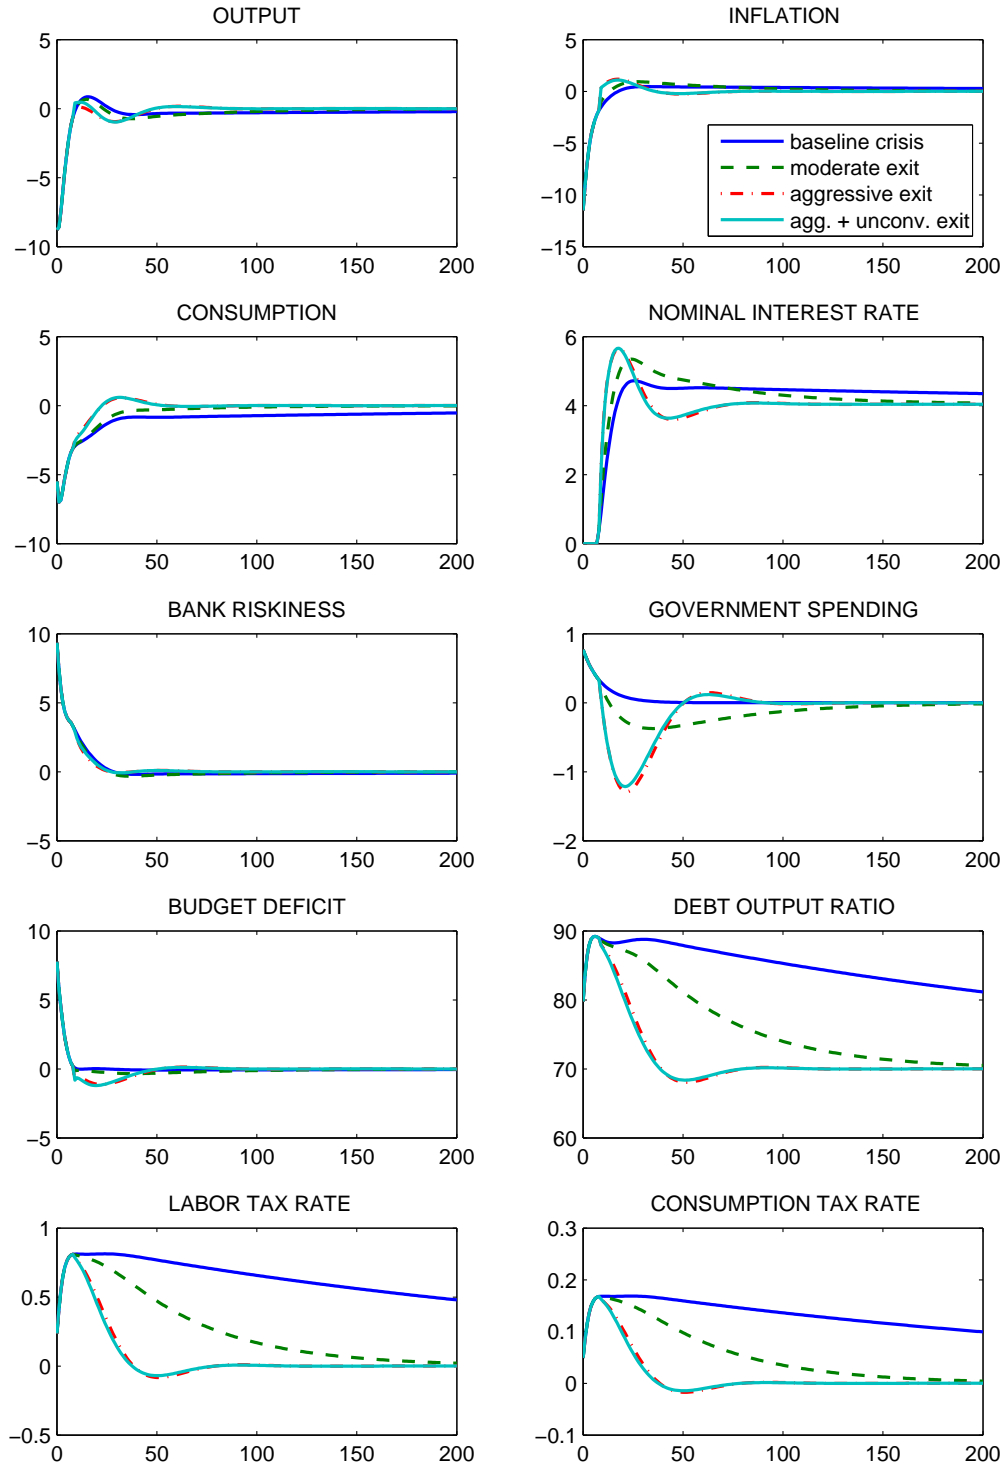 OUTPUT
5
0
−5
−10
0 50 100 150 200
INFLATION
5
0
−5
−10
−15
0 50 100 150 200
baseline crisis
moderate exit
aggressive exit
agg. + unconv. exit
CONSUMPTION
5
0
−5
−10
0 50 100 150 200
NOMINAL INTEREST RATE
6
4
2
0
0 50 100 150 200
BANK RISKINESS
10
5
0
−5
0 50 100 150 200
GOVERNMENT SPENDING
1
0
−1
−2
0 50 100 150 200
BUDGET DEFICIT
10
5
0
−5
0 50 100 150 200
DEBT OUTPUT RATIO
90
80
70
60
0 50 100 150 200
LABOR TAX RATE
1
0.5
0
−0.5
0 50 100 150 200
CONSUMPTION TAX RATE
0.3
0.2
0.1
0
−0.1
0 50 100 150 200